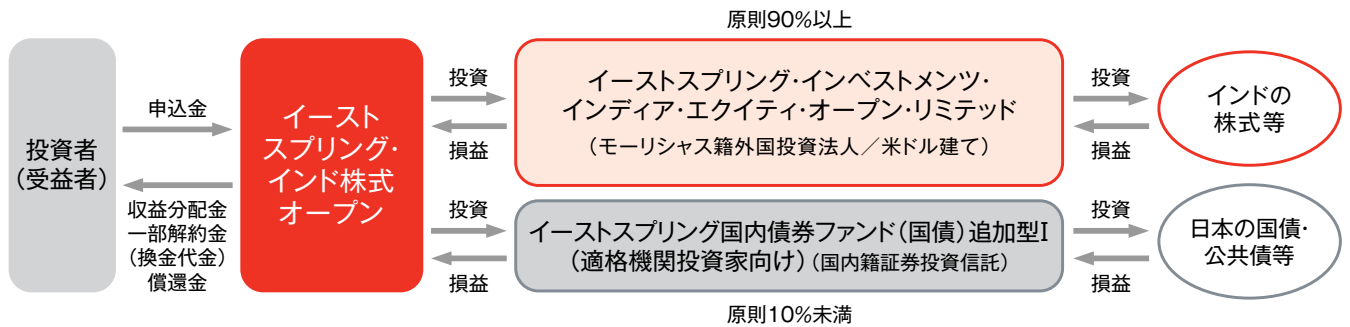 原則90%以上
投資者
(受益者)
申込金
収益分配金
一部解約金
(換金代金)
償還金
イースト
スプリング・
インド株式
オープン
投資
損益
イーストスプリング・インベストメンツ・
インディア・エクイティ・オープン・リミテッド
(モーリシャス籍外国投資法人／米ドル建て)
投資
損益
インドの
株式等
投資
損益
イーストスプリング国内債券ファンド(国債)追加型I
(適格機関投資家向け)(国内籍証券投資信託)
投資
損益
日本の国債・
公共債等
原則10%未満